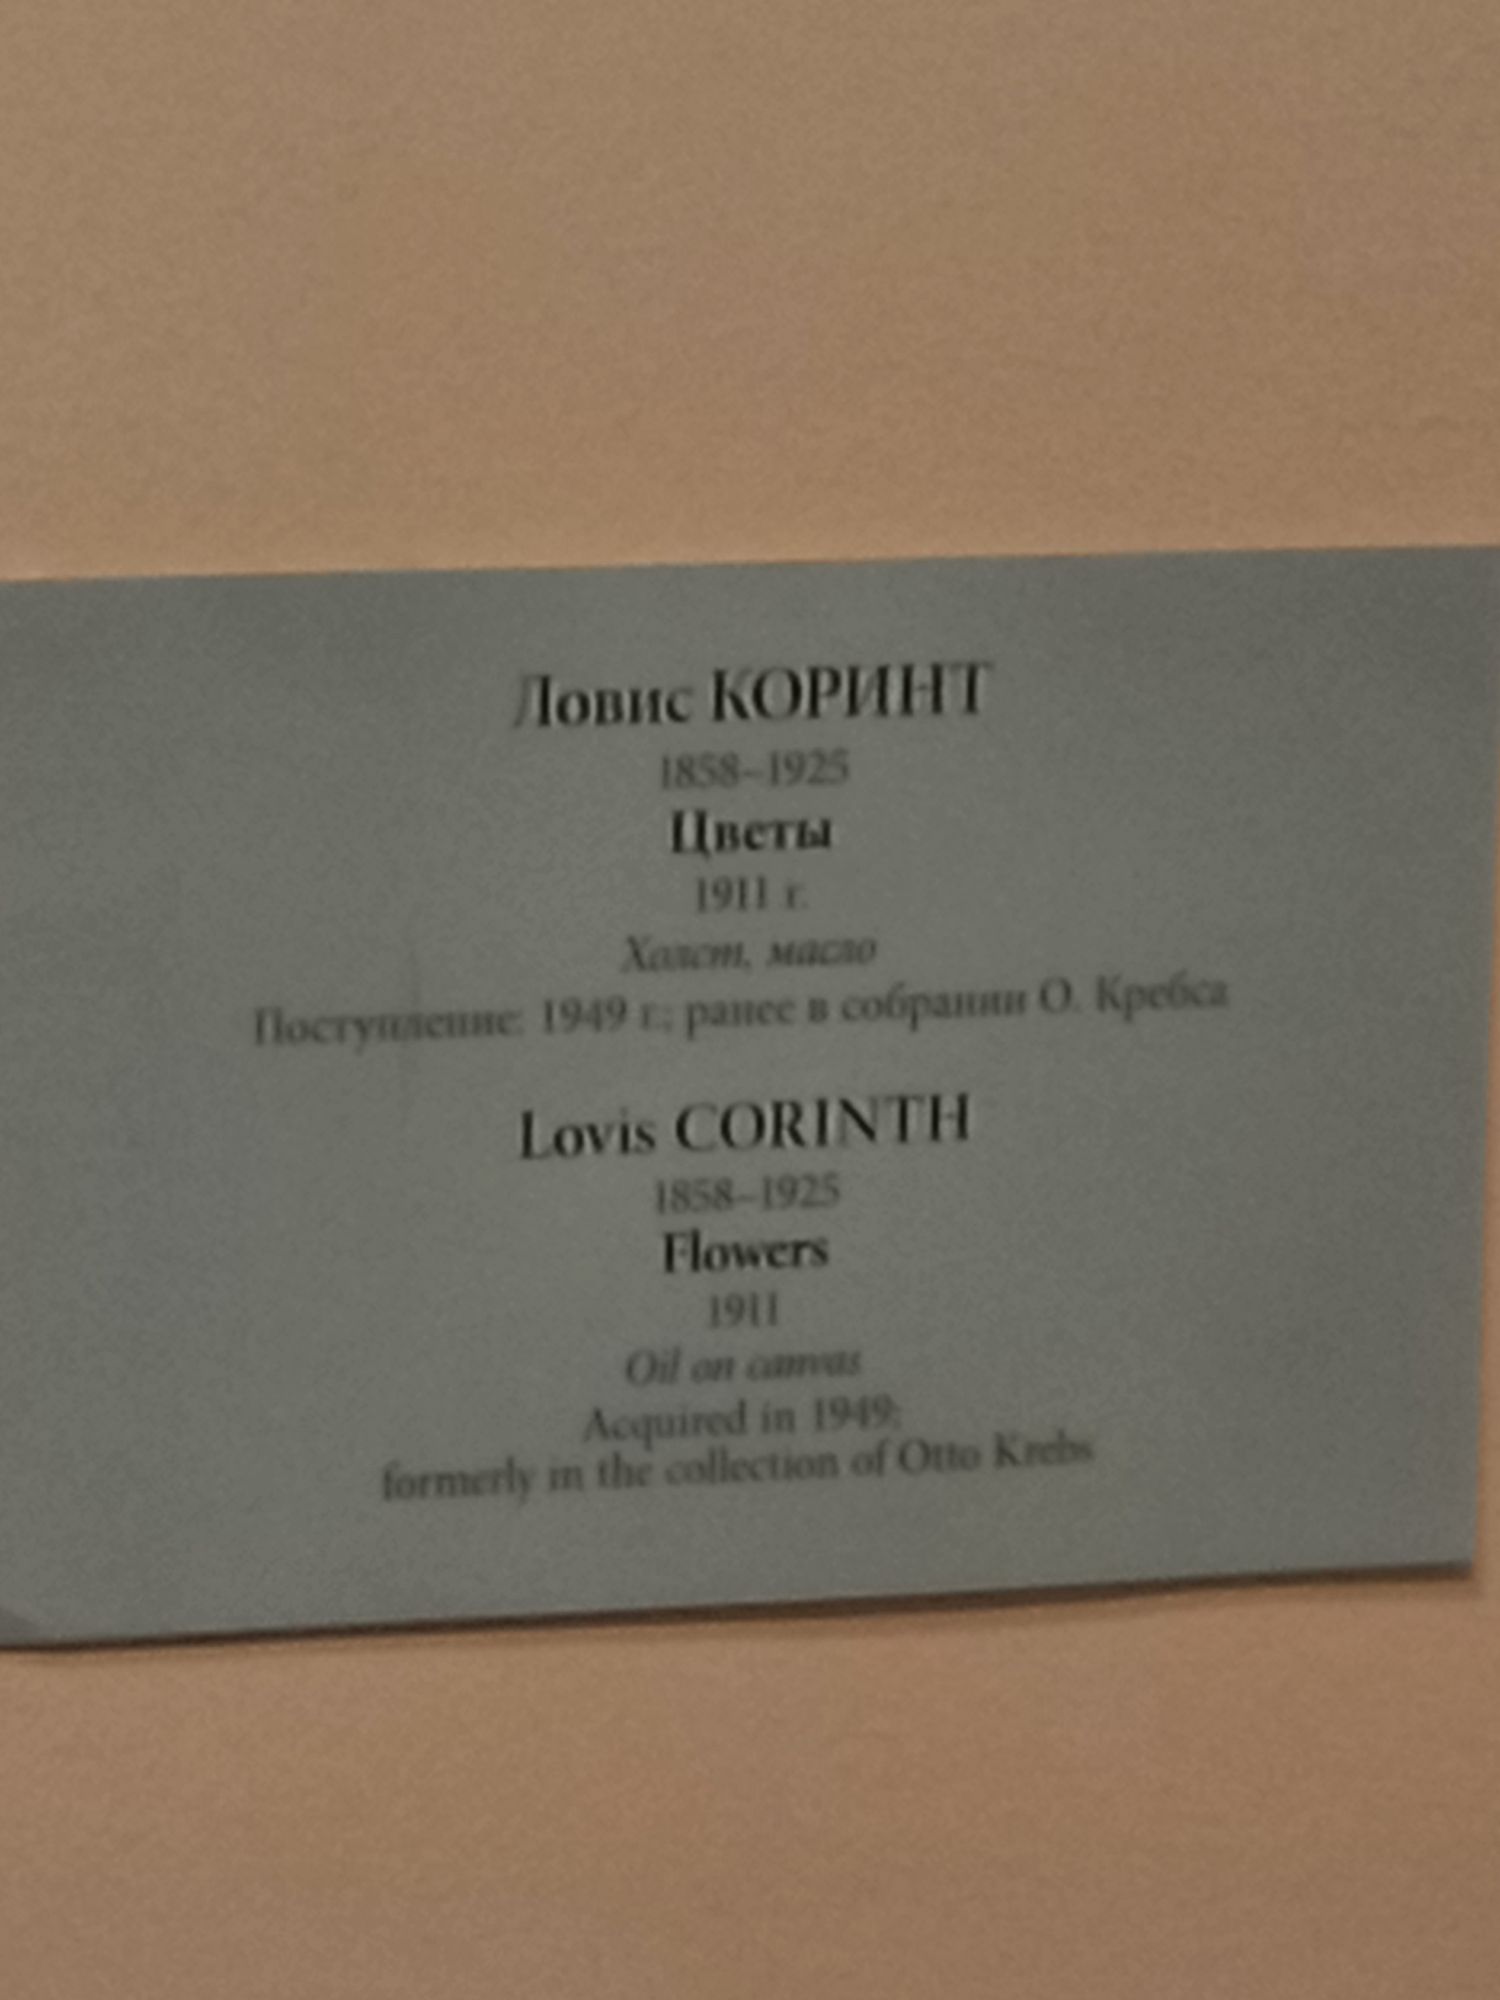 Ловис КОРИНТ
1858–1925
Цветы
1911 г.
Холст, масло
Поступление: 1949 г.; ранее в собрании О. Кребса
Lovis CORINTH
1858–1925
Flowers
1911
Oil on canvas
Acquired in 1949;
formerly in the collection of Otto Krebs